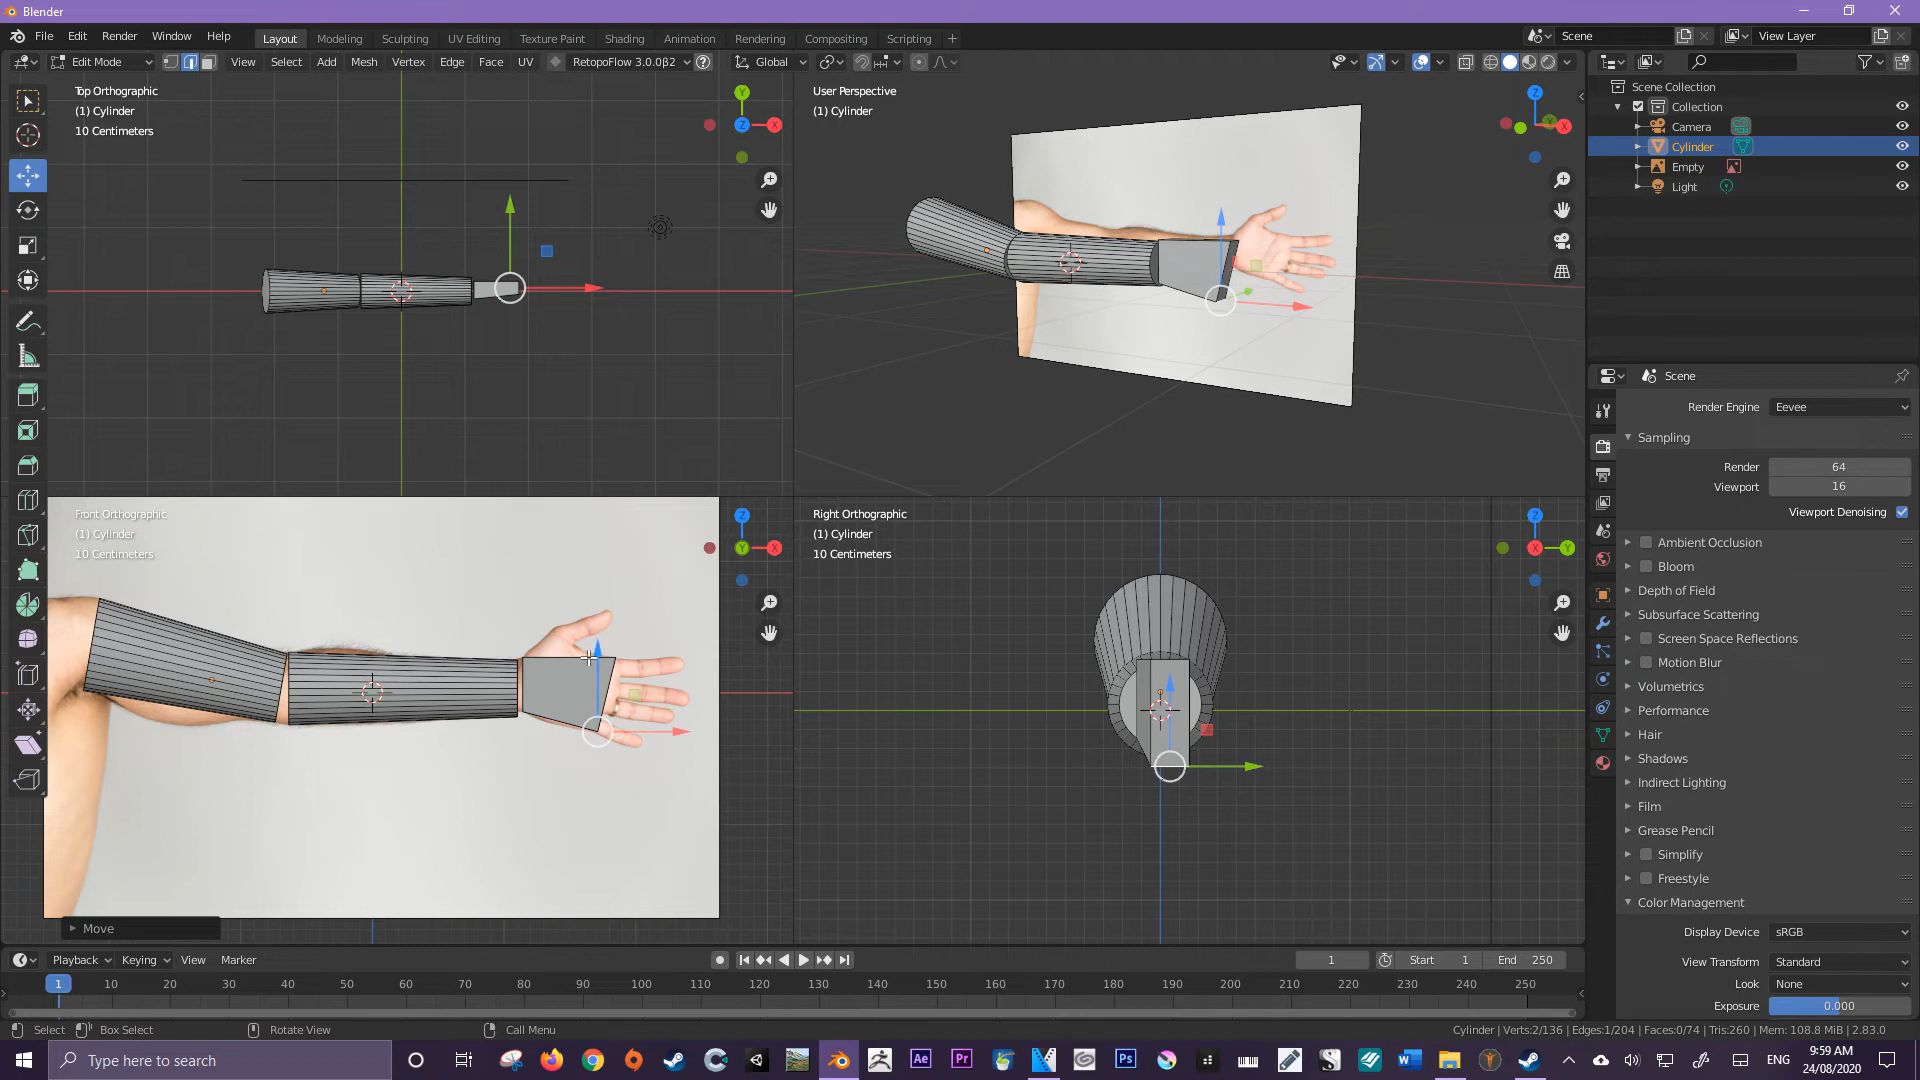 Blender
File Edit Render Window Help
Layout Modeling Sculpting UV Editing Texture Paint Shading Animation Rendering Compositing Scripting +
Scene
View Layer
Edit Mode View Select Add Mesh Vertex Edge Face UV RetopoFlow 3.0.0β2 Global
Top Orthographic
(1) Cylinder
10 Centimeters
Y
Z X
User Perspective
(1) Cylinder
Z
X
Scene Collection
Collection
Camera
Cylinder
Empty
Light
Scene
Render Engine Eevee
Sampling
Render 64
Viewport 16
Viewport Denoising
Ambient Occlusion
Bloom
Depth of Field
Subsurface Scattering
Screen Space Reflections
Motion Blur
Volumetrics
Performance
Hair
Shadows
Indirect Lighting
Film
Grease Pencil
Simplify
Freestyle
Color Management
Display Device sRGB
View Transform Standard
Look None
Exposure 0.000
Front Orthographic
(1) Cylinder
10 Centimeters
Z
Y X
Move
Right Orthographic
(1) Cylinder
10 Centimeters
Z
X Y
Playback Keying View Marker
1 Start 1 End 250
1 10 20 30 40 50 60 70 80 90 100 110 120 130 140 150 160 170 180 190 200 210 220 230 240 250
Select Box Select Rotate View Call Menu
Cylinder | Verts:2/136 | Edges:1/204 | Faces:0/74 | Tris:260 | Mem: 108.8 MiB | 2.83.0
Type here to search
Ae Pr Ps
ENG
9:59 AM
24/08/2020